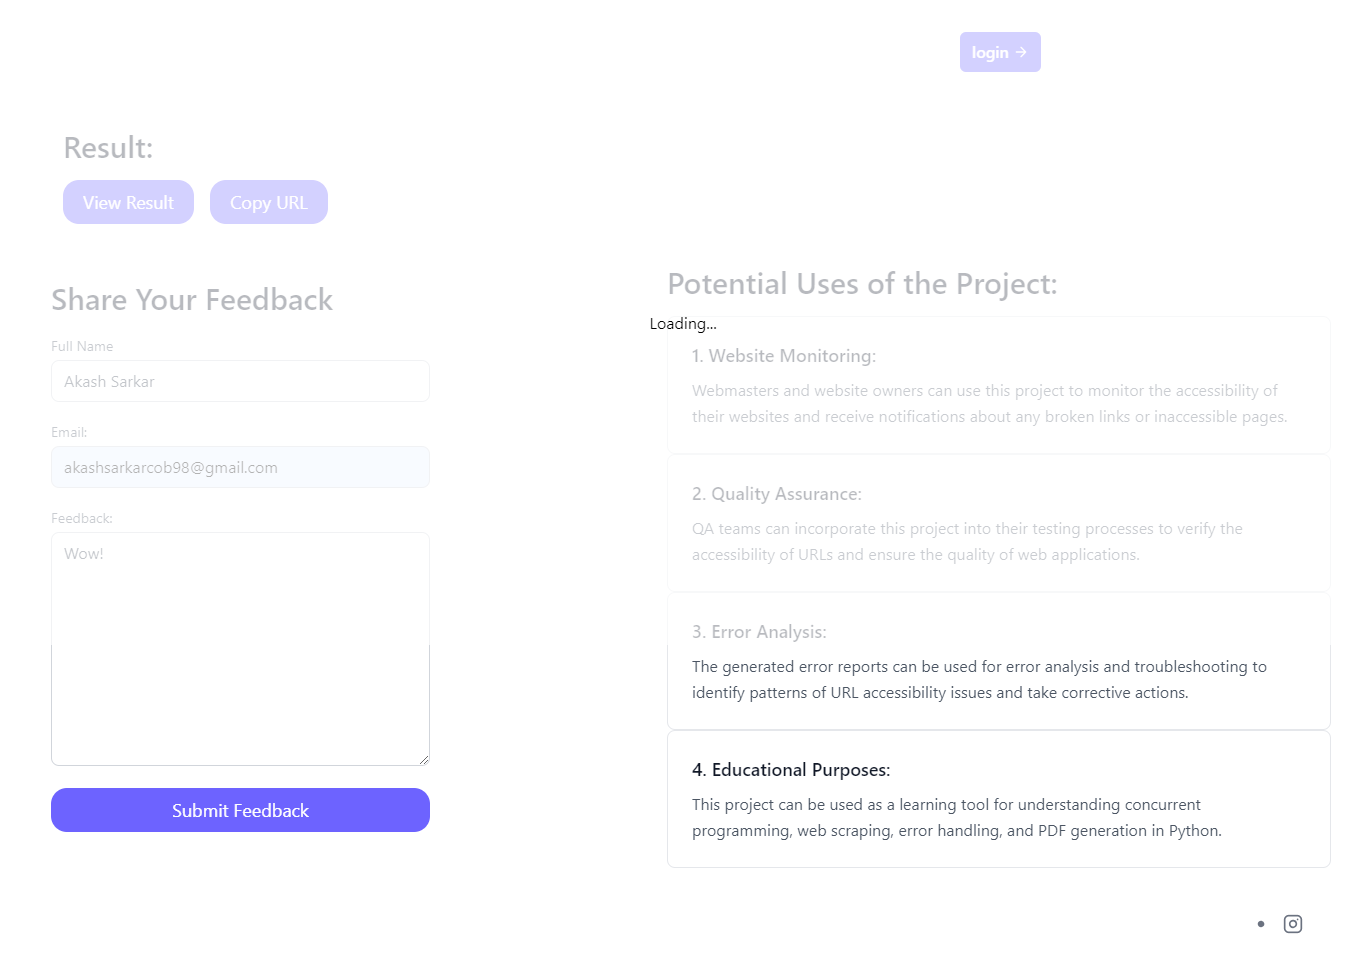 login →
Result:
View Result
Copy URL
Share Your Feedback
Full Name
Akash Sarkar
Email:
akashsarkarcob98@gmail.com
Feedback:
Wow!
Submit Feedback
Potential Uses of the Project:
Loading...
1. Website Monitoring:
Webmasters and website owners can use this project to monitor the accessibility of
their websites and receive notifications about any broken links or inaccessible pages.
2. Quality Assurance:
QA teams can incorporate this project into their testing processes to verify the
accessibility of URLs and ensure the quality of web applications.
3. Error Analysis:
The generated error reports can be used for error analysis and troubleshooting to
identify patterns of URL accessibility issues and take corrective actions.
4. Educational Purposes:
This project can be used as a learning tool for understanding concurrent
programming, web scraping, error handling, and PDF generation in Python.